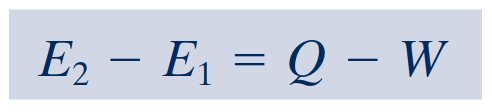 E₂ − E₁ = Q − W